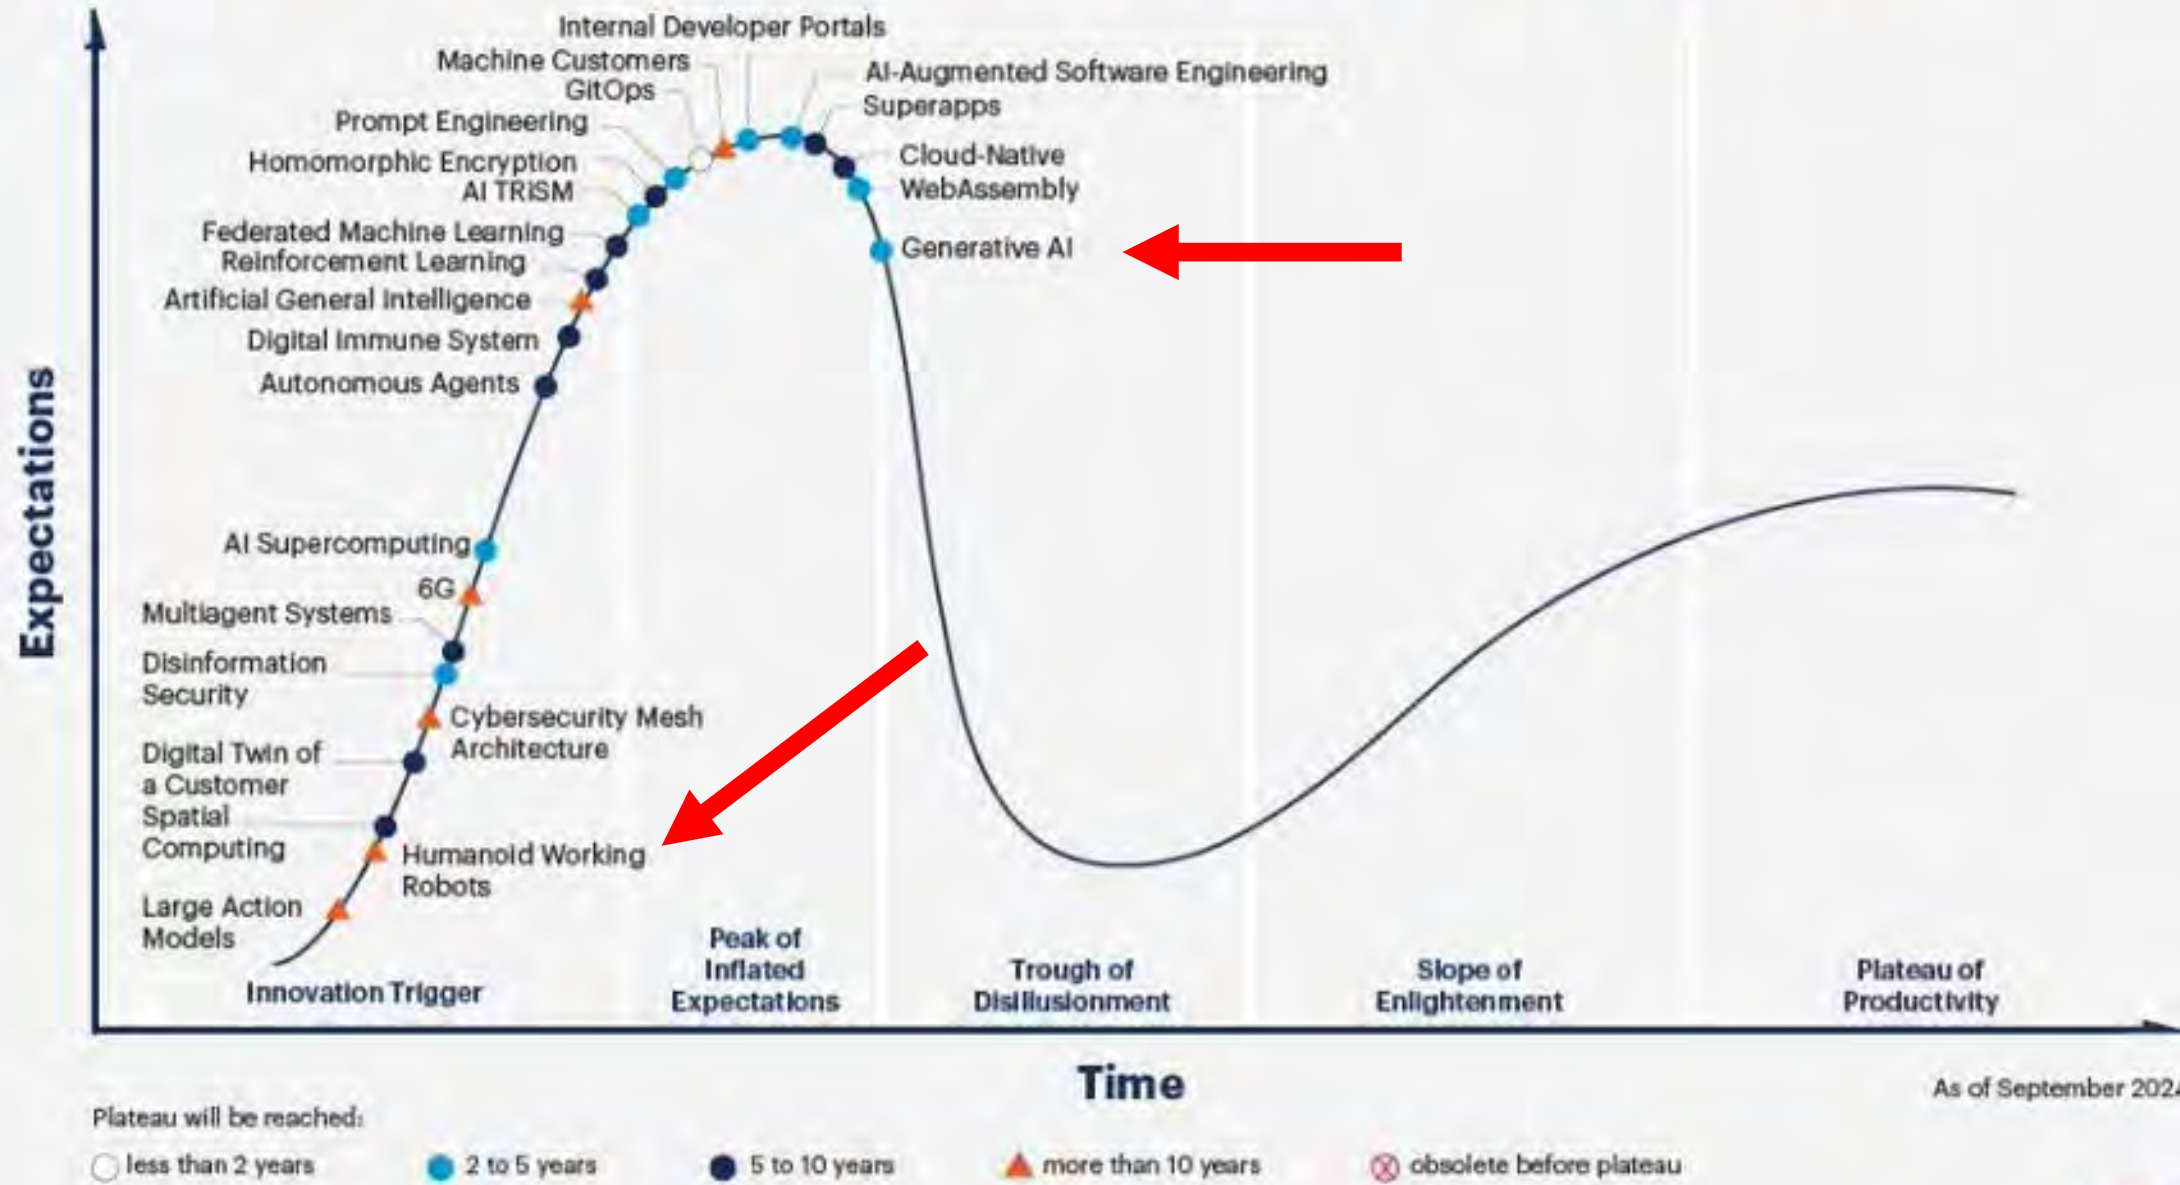 Internal Developer Portals
Machine Customers
GitOps
AI-Augmented Software Engineering
Superapps
Prompt Engineering
Homomorphic Encryption
AI TRiSM
Cloud-Native
WebAssembly
Federated Machine Learning
Reinforcement Learning
Generative AI
Artificial General Intelligence
Digital Immune System
Autonomous Agents
Expectations
AI Supercomputing
6G
Multiagent Systems
Disinformation
Security
Cybersecurity Mesh
Architecture
Digital Twin of
a Customer
Spatial
Computing
Humanoid Working
Robots
Large Action
Models
Innovation Trigger
Peak of
Inflated
Expectations
Trough of
Disillusionment
Slope of
Enlightenment
Plateau of
Productivity
Time
As of September 2024
Plateau will be reached:
less than 2 years
2 to 5 years
5 to 10 years
more than 10 years
obsolete before plateau